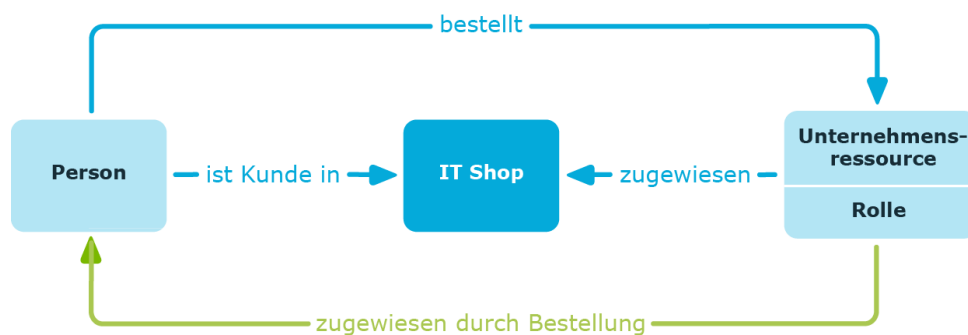 bestellt
Person
ist Kunde in
IT Shop
zugewiesen
Unternehmens-
ressource
Rolle
zugewiesen durch Bestellung